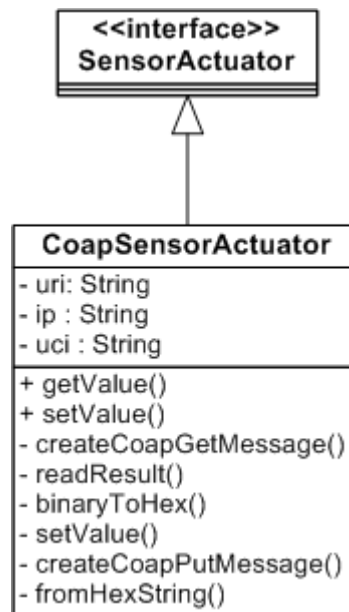 <<interface>>
SensorActuator
CoapSensorActuator
- uri: String
- ip : String
- uci : String
+ getValue()
+ setValue()
- createCoapGetMessage()
- readResult()
- binaryToHex()
- setValue()
- createCoapPutMessage()
- fromHexString()